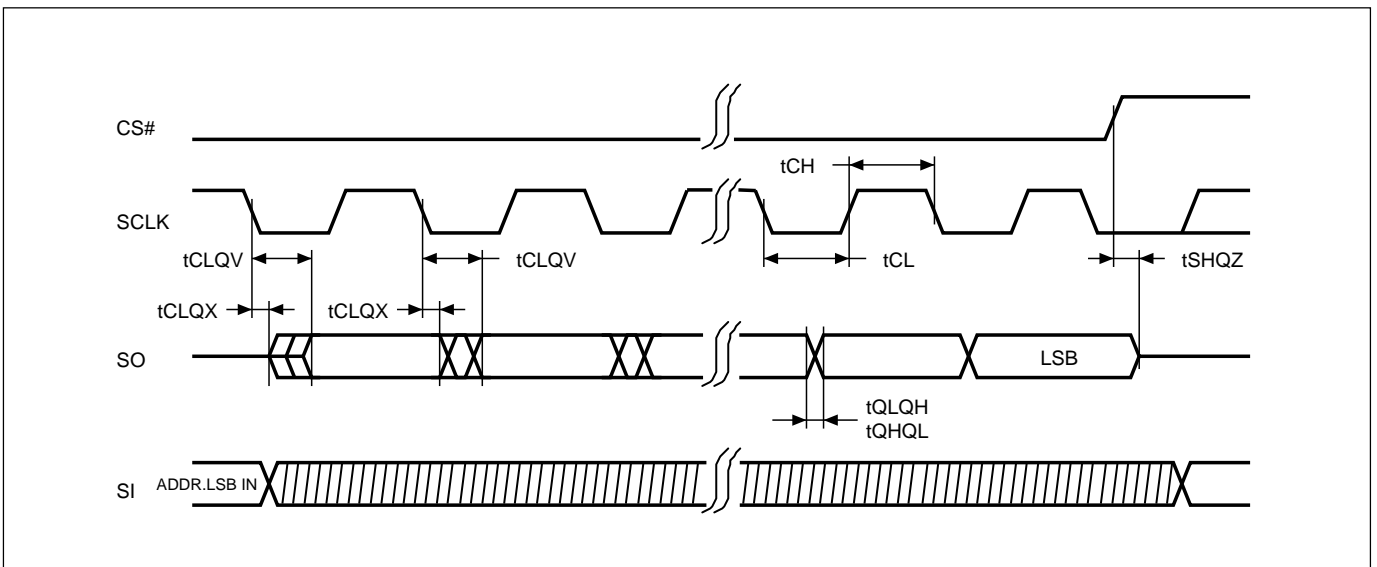 CS#
tCH
SCLK
tCLQV
tCLQV
tCL
tSHQZ
tCLQX
tCLQX
SO
LSB
tQLQH
tQHQL
SI
ADDR.LSB IN